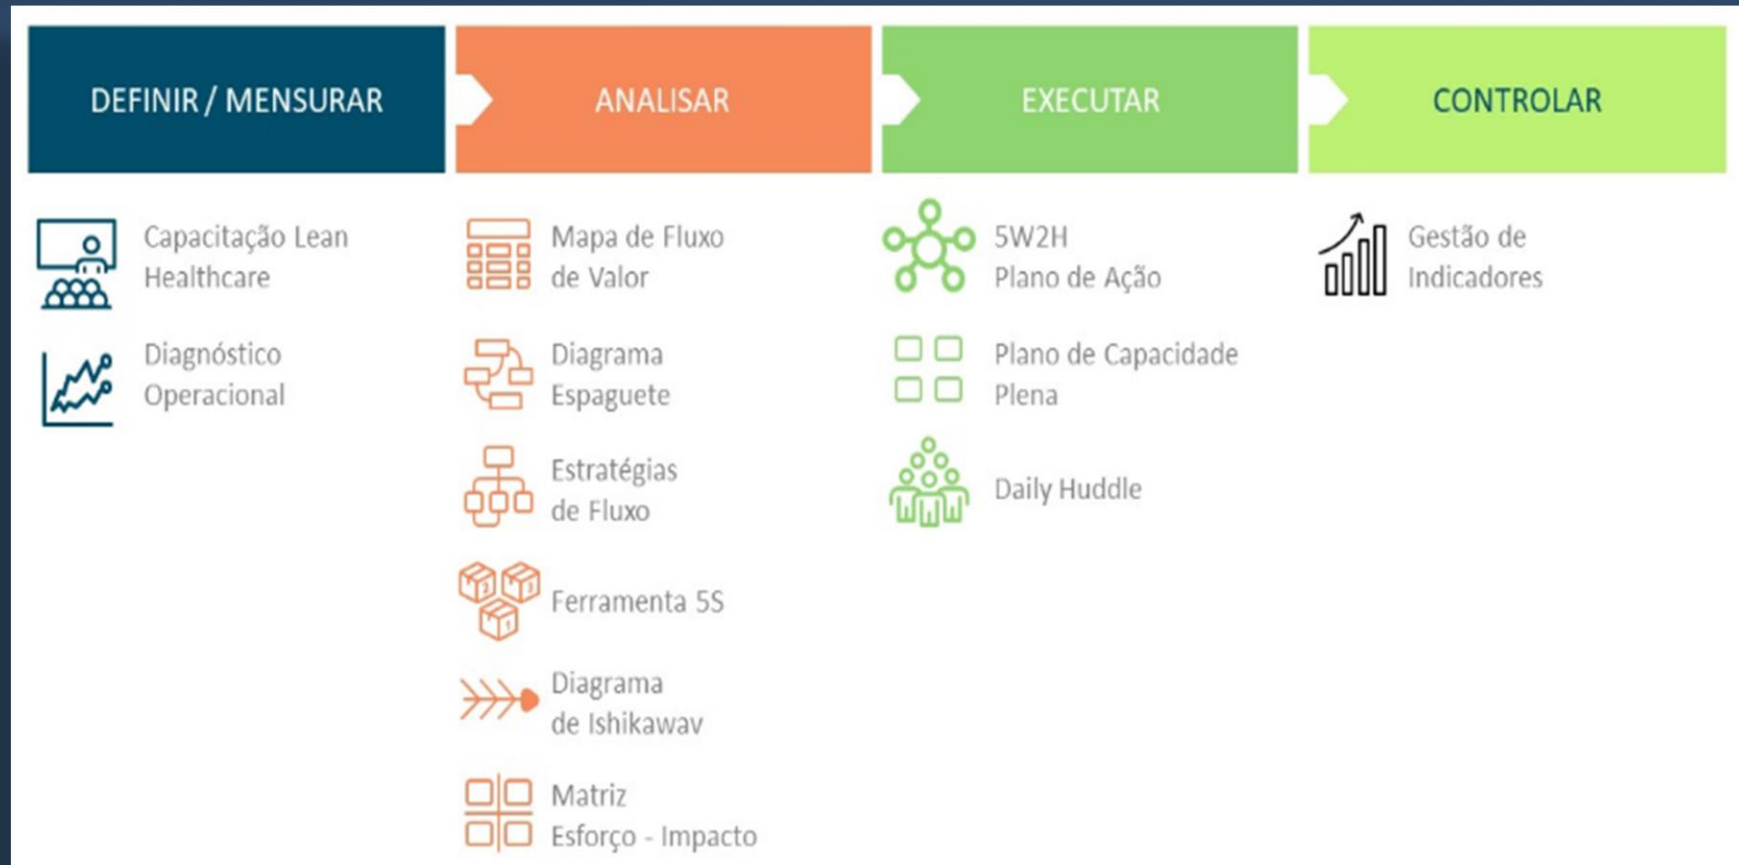 DEFINIR / MENSURAR
ANALISAR
EXECUTAR
CONTROLAR
Capacitação Lean
Healthcare
Diagnóstico
Operacional
Mapa de Fluxo
de Valor
Diagrama
Espaguete
Estratégias
de Fluxo
Ferramenta 5S
Diagrama
de Ishikawav
Matriz
Esforço - Impacto
5W2H
Plano de Ação
Plano de Capacidade
Plena
Daily Huddle
Gestão de
Indicadores